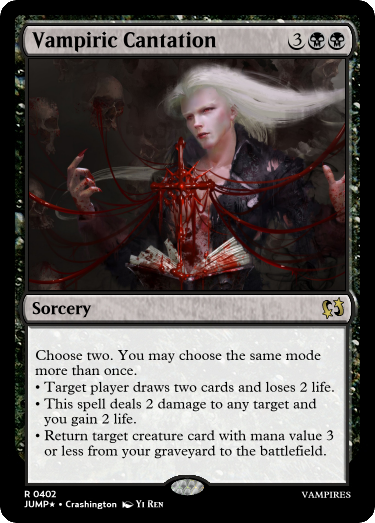 Vampiric Cantation 3
Sorcery
Choose two. You may choose the same mode
more than once.
• Target player draws two cards and loses 2 life.
• This spell deals 2 damage to any target and
you gain 2 life.
• Return target creature card with mana value 3
or less from your graveyard to the battlefield.
R 0402
JUMP★ • Crashington Yi Ren
VAMPIRES